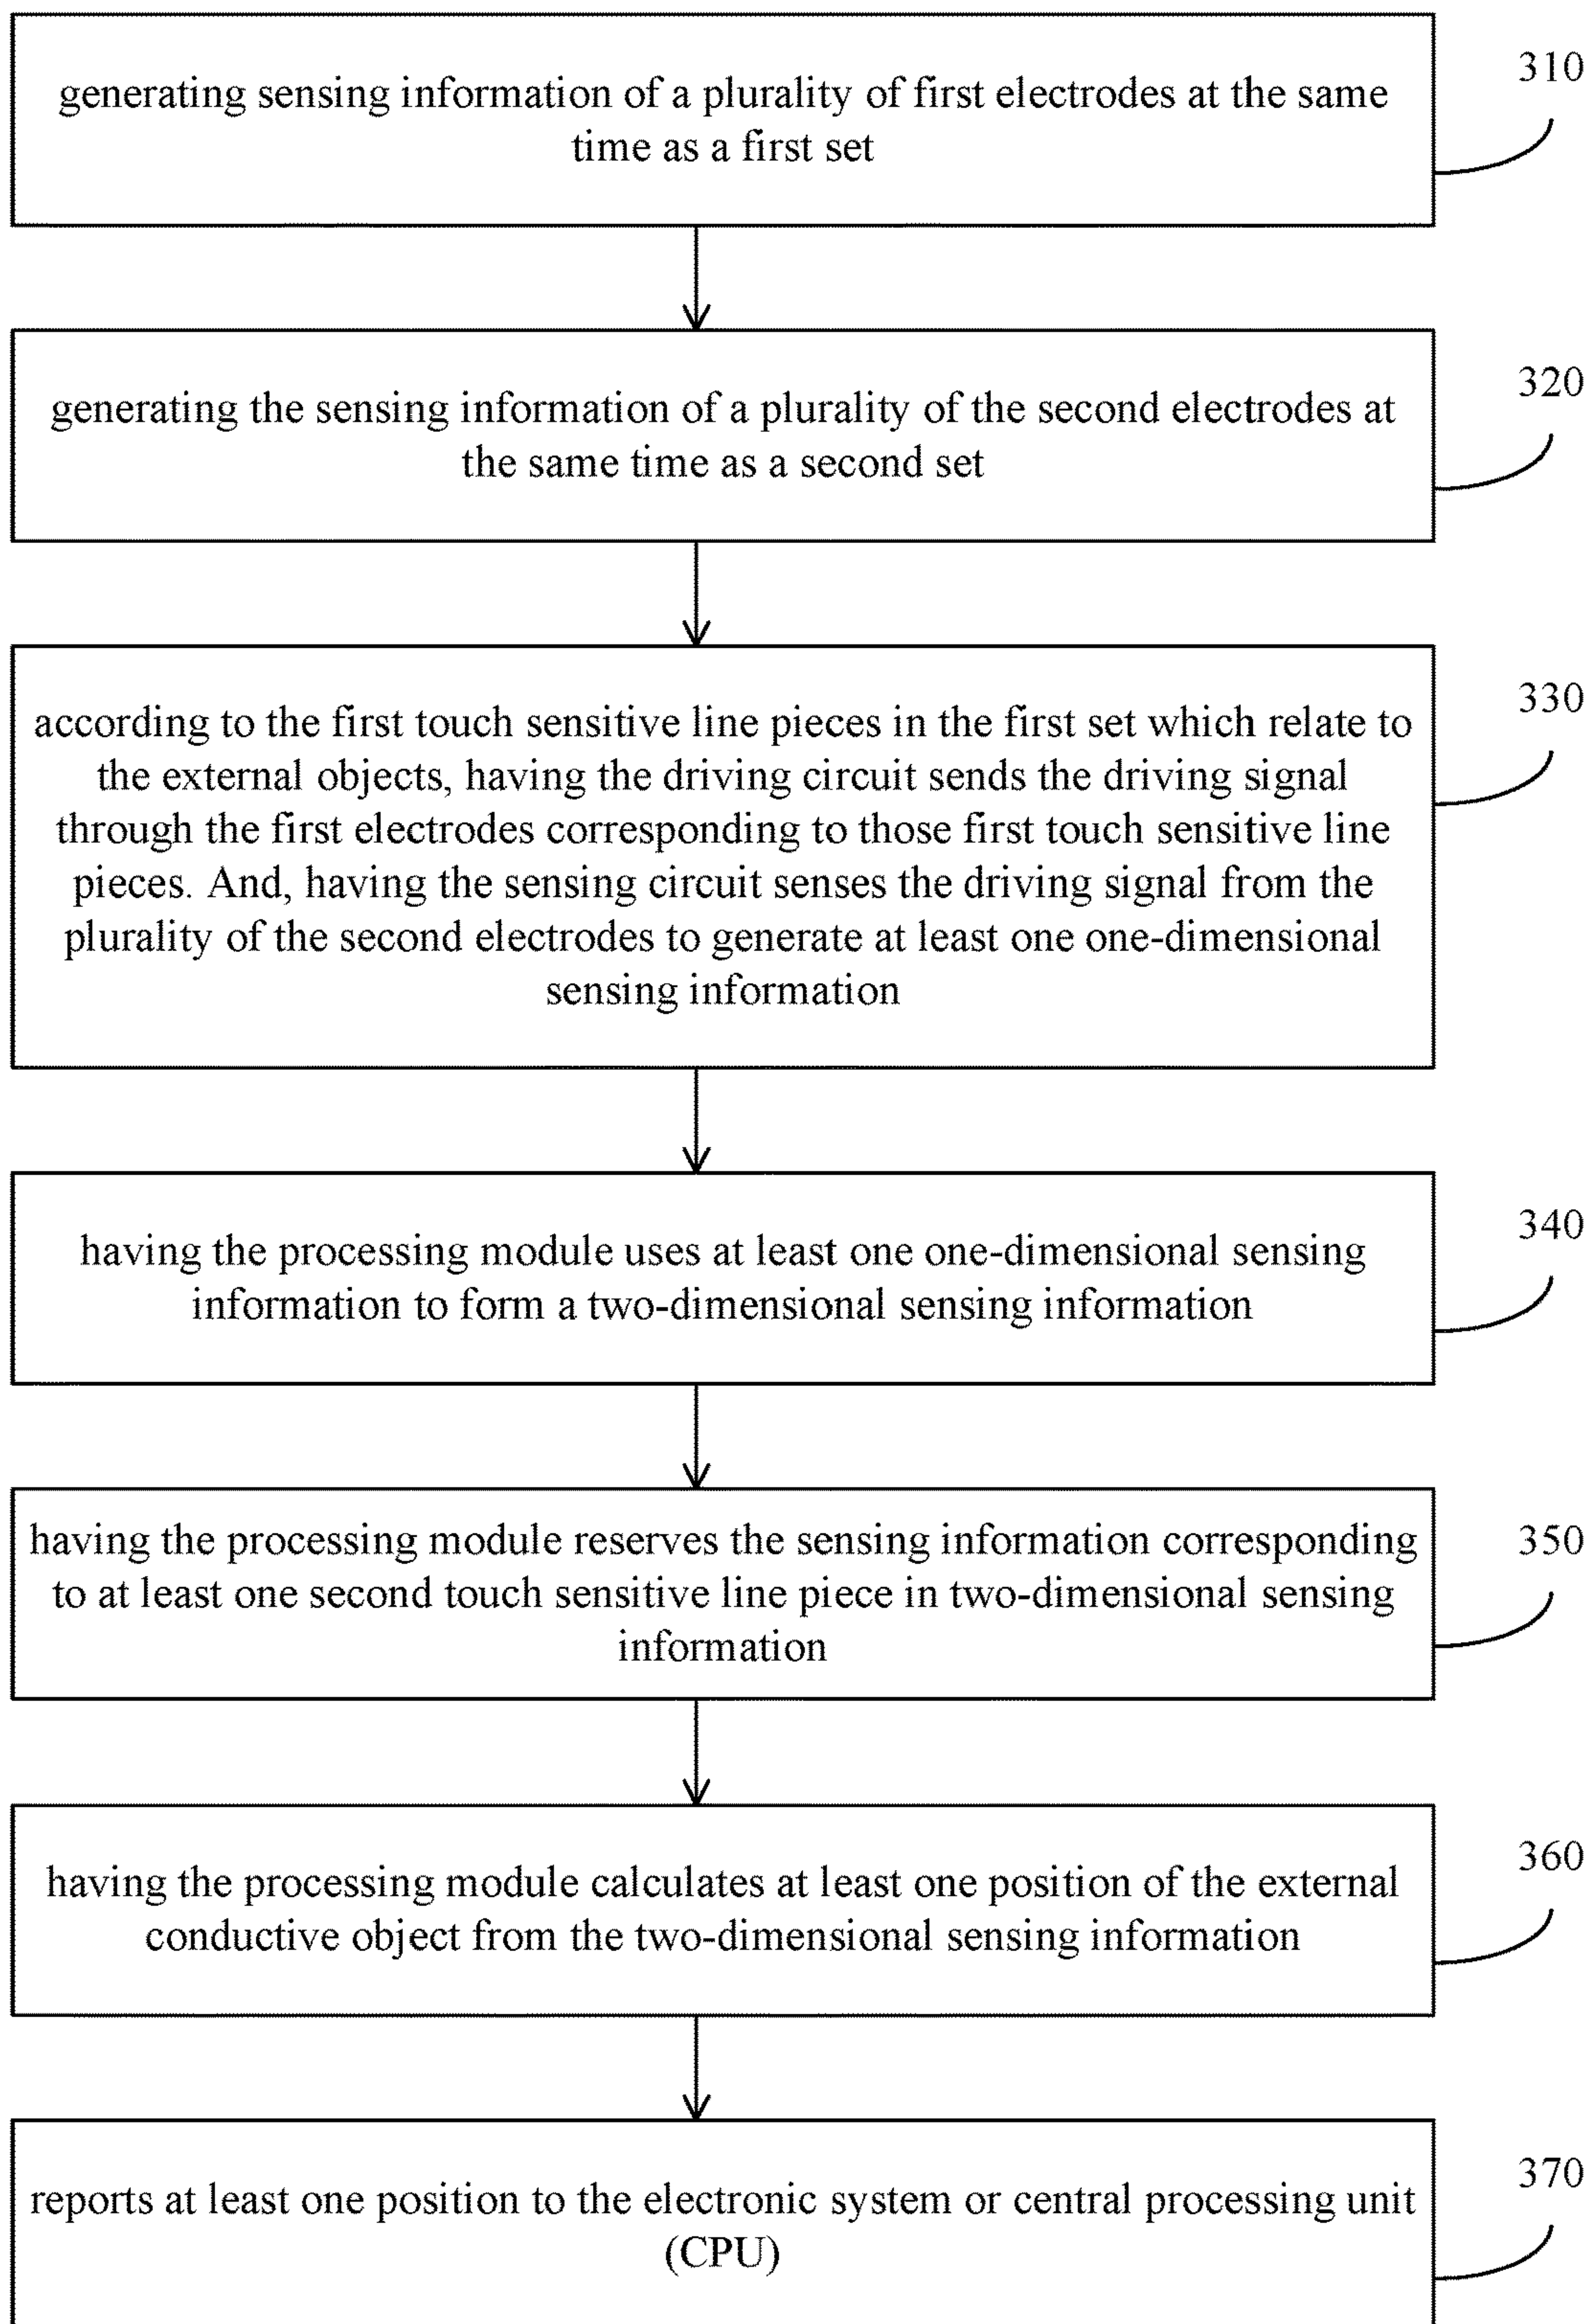 generating sensing information of a plurality of first electrodes at the same
time as a first set
310
generating the sensing information of a plurality of the second electrodes at
the same time as a second set
320
according to the first touch sensitive line pieces in the first set which relate to
the external objects, having the driving circuit sends the driving signal
through the first electrodes corresponding to those first touch sensitive line
pieces. And, having the sensing circuit senses the driving signal from the
plurality of the second electrodes to generate at least one one-dimensional
sensing information
330
having the processing module uses at least one one-dimensional sensing
information to form a two-dimensional sensing information
340
having the processing module reserves the sensing information corresponding
to at least one second touch sensitive line piece in two-dimensional sensing
information
350
having the processing module calculates at least one position of the external
conductive object from the two-dimensional sensing information
360
reports at least one position to the electronic system or central processing unit
(CPU)
370